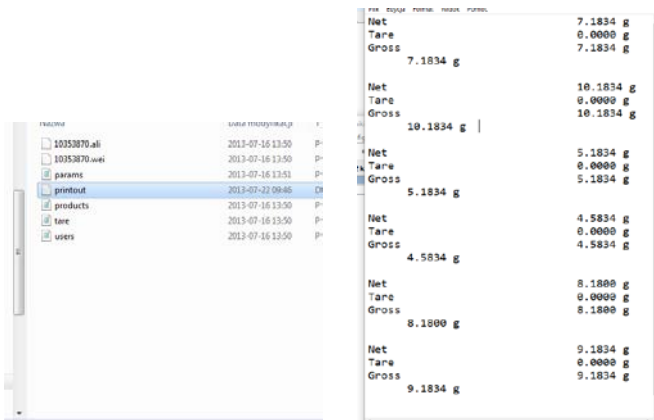 Nazwa Data modyfikacji
10353870.ali 2013-07-16 13:50
10353870.wei 2013-07-16 13:50
params 2013-07-16 13:51
printout 2013-07-22 09:46
products 2013-07-16 13:50
tare 2013-07-16 13:50
users 2013-07-16 13:50
Plik Edycja Format Widok Pomoc
Net 7.1834 g
Tare 0.0000 g
Gross 7.1834 g
7.1834 g
Net 10.1834 g
Tare 0.0000 g
Gross 10.1834 g
10.1834 g
Net 5.1834 g
Tare 0.0000 g
Gross 5.1834 g
5.1834 g
Net 4.5834 g
Tare 0.0000 g
Gross 4.5834 g
4.5834 g
Net 8.1800 g
Tare 0.0000 g
Gross 8.1800 g
8.1800 g
Net 9.1834 g
Tare 0.0000 g
Gross 9.1834 g
9.1834 g